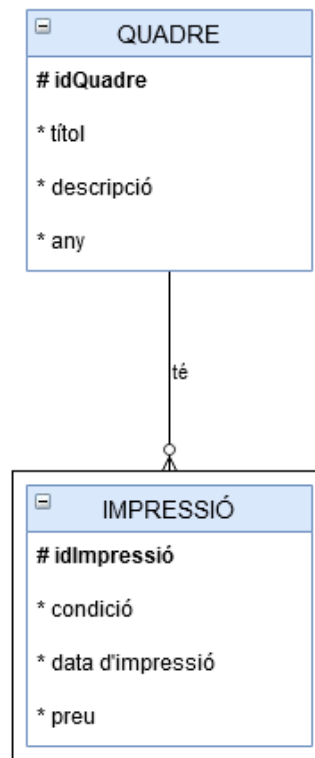 QUADRE
# idQuadre
* títol
* descripció
* any
té
IMPRESSIÓ
# idImpressió
* condició
* data d'impressió
* preu